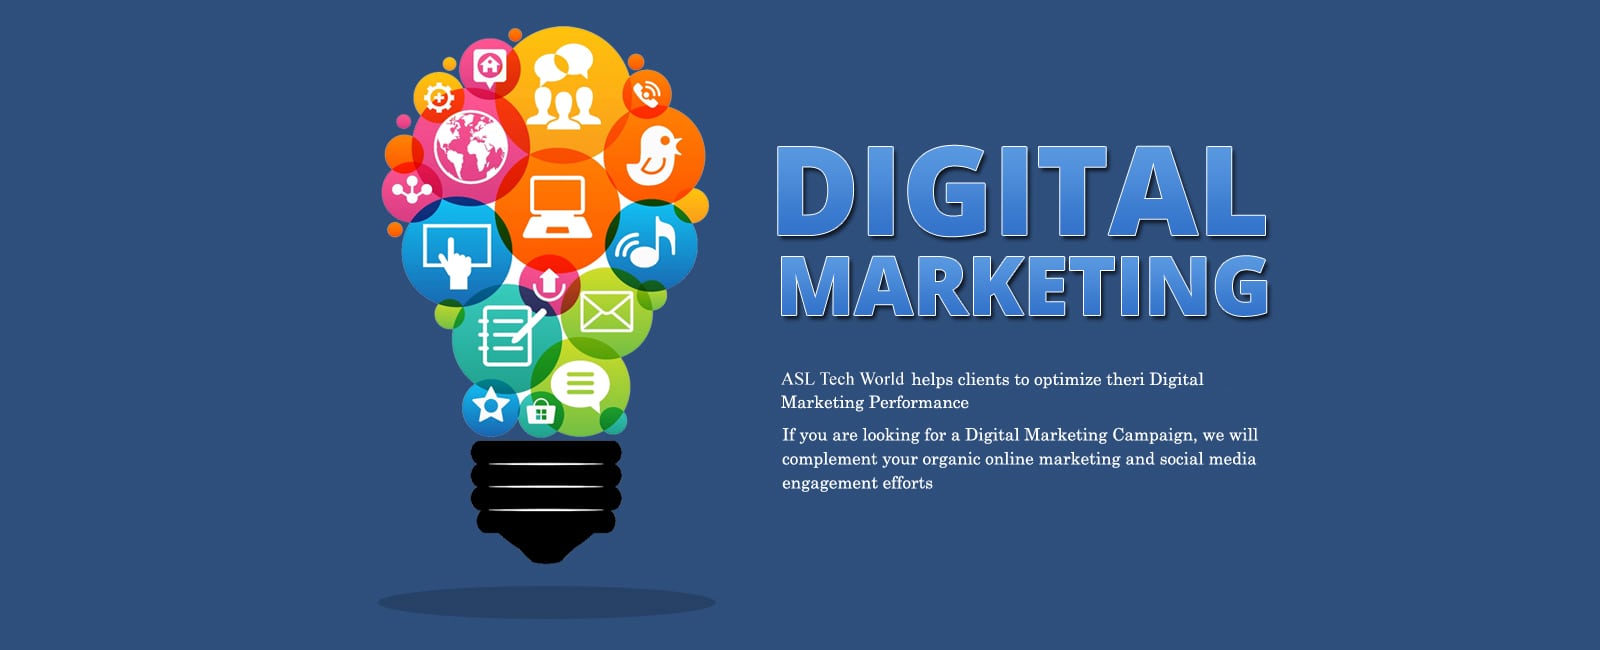 DIGITAL
MARKETING
ASL Tech World helps clients to optimize theri Digital
Marketing Performance
If you are looking for a Digital Marketing Campaign, we will
complement your organic online marketing and social media
engagement efforts